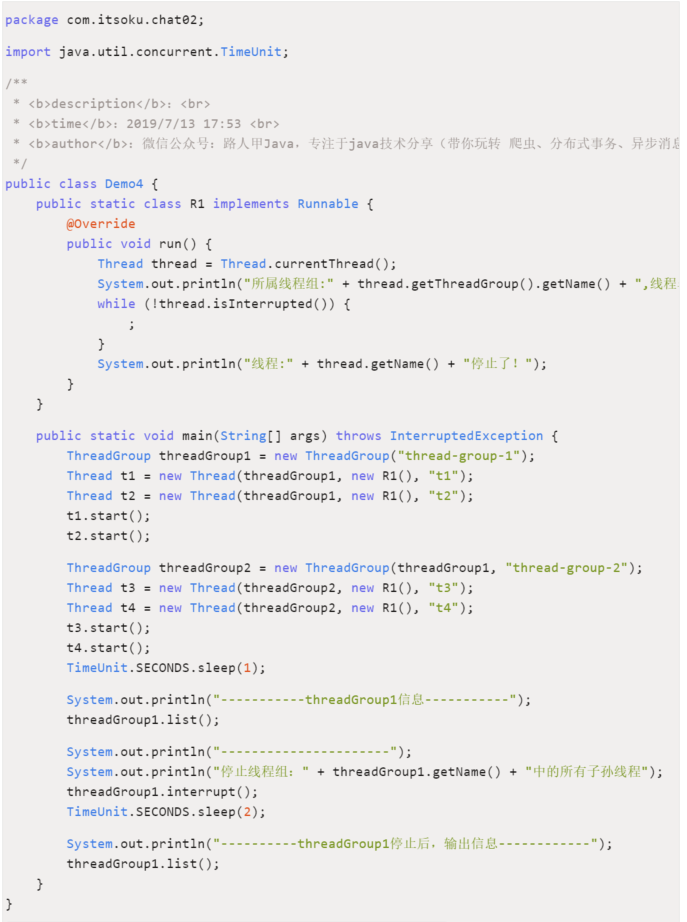 package com.itsoku.chat02;
import java.util.concurrent.TimeUnit;
/**
 * <b>description</b>：<br>
 * <b>time</b>：2019/7/13 17:53 <br>
 * <b>author</b>：微信公众号：路人甲Java，专注于java技术分享（带你玩转 爬虫、分布式事务、异步消息
 */
public class Demo4 {
    public static class R1 implements Runnable {
        @Override
        public void run() {
            Thread thread = Thread.currentThread();
            System.out.println("所属线程组:" + thread.getThreadGroup().getName() + ",线程
            while (!thread.isInterrupted()) {
                ;
            }
            System.out.println("线程:" + thread.getName() + "停止了！");
        }
    }
    public static void main(String[] args) throws InterruptedException {
        ThreadGroup threadGroup1 = new ThreadGroup("thread-group-1");
        Thread t1 = new Thread(threadGroup1, new R1(), "t1");
        Thread t2 = new Thread(threadGroup1, new R1(), "t2");
        t1.start();
        t2.start();
        ThreadGroup threadGroup2 = new ThreadGroup(threadGroup1, "thread-group-2");
        Thread t3 = new Thread(threadGroup2, new R1(), "t3");
        Thread t4 = new Thread(threadGroup2, new R1(), "t4");
        t3.start();
        t4.start();
        TimeUnit.SECONDS.sleep(1);
        System.out.println("-----------threadGroup1信息-----------");
        threadGroup1.list();
        System.out.println("----------------------");
        System.out.println("停止线程组：" + threadGroup1.getName() + "中的所有子孙线程");
        threadGroup1.interrupt();
        TimeUnit.SECONDS.sleep(2);
        System.out.println("----------threadGroup1停止后，输出信息------------");
        threadGroup1.list();
    }
}